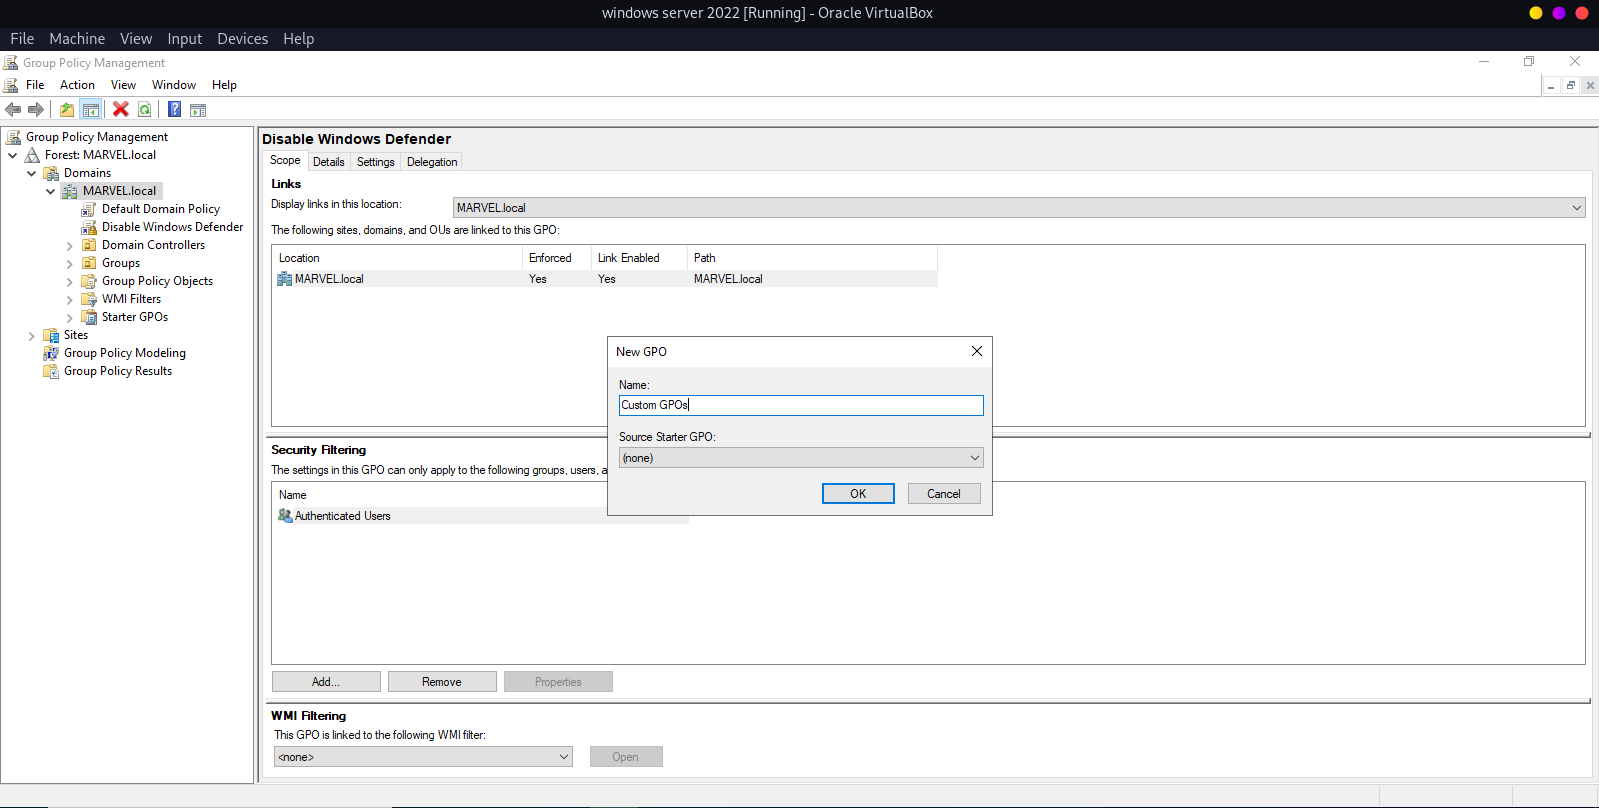 windows server 2022 [Running] - Oracle VirtualBox
File Machine View Input Devices Help
Group Policy Management
File Action View Window Help
Group Policy Management
Forest: MARVEL.local
Domains
MARVEL.local
Default Domain Policy
Disable Windows Defender
Domain Controllers
Groups
Group Policy Objects
WMI Filters
Starter GPOs
Sites
Group Policy Modeling
Group Policy Results
Disable Windows Defender
Scope Details Settings Delegation
Links
Display links in this location: MARVEL.local
The following sites, domains, and OUs are linked to this GPO:
Location Enforced Link Enabled Path
MARVEL.local Yes Yes MARVEL.local
New GPO
Name:
Custom GPOs
Source Starter GPO:
(none)
OK Cancel
Security Filtering
The settings in this GPO can only apply to the following groups, users, a
Name
Authenticated Users
Add... Remove Properties
WMI Filtering
This GPO is linked to the following WMI filter:
<none> Open